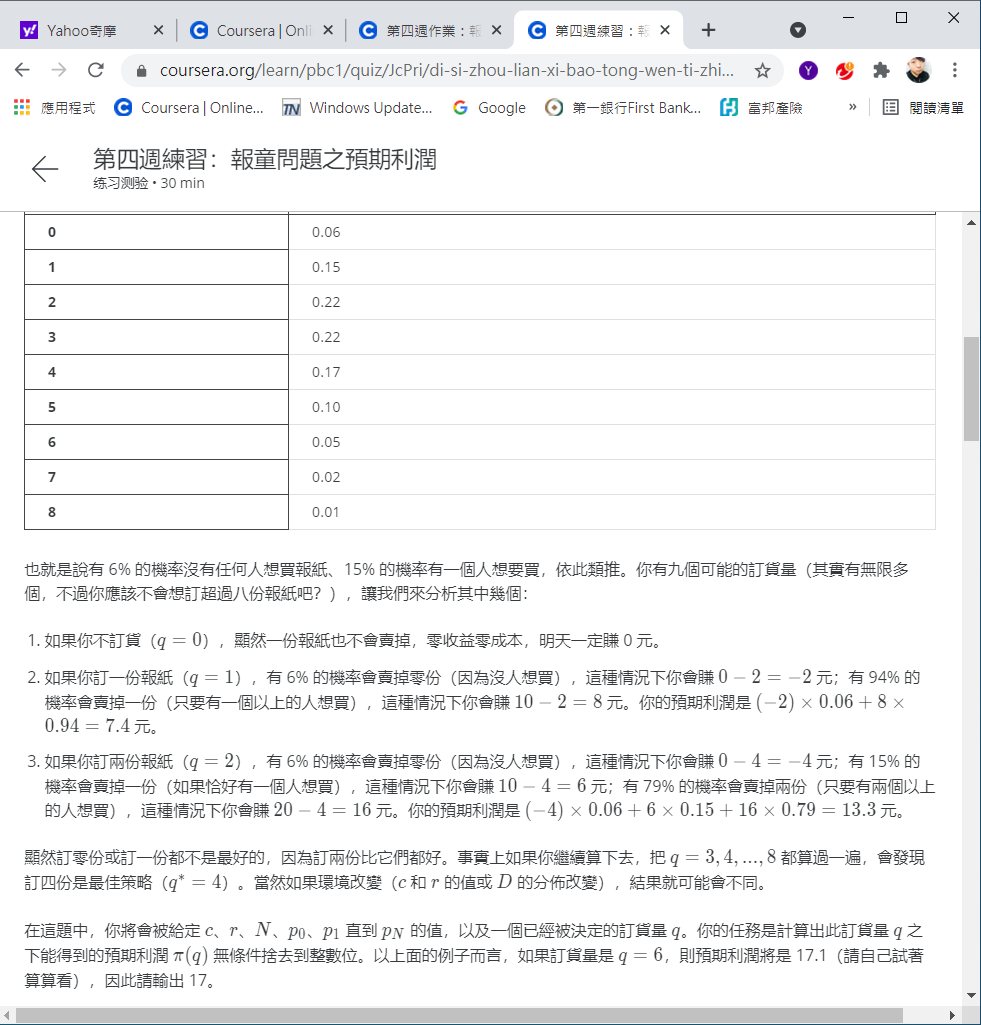 Yahoo奇摩
Coursera | Onli
第四週作業：報
第四週練習：報
coursera.org/learn/pbc1/quiz/JcPri/di-si-zhou-lian-xi-bao-tong-wen-ti-zhi...
Y
應用程式
Coursera | Online...
Windows Update...
Google
第一銀行First Bank...
富邦產險
»
閱讀清單
第四週練習：報童問題之預期利潤
练习测验 • 30 min
0 0.06
1 0.15
2 0.22
3 0.22
4 0.17
5 0.10
6 0.05
7 0.02
8 0.01
也就是說有 6% 的機率沒有任何人想買報紙、15% 的機率有一個人想要買，依此類推。你有九個可能的訂貨量（其實有無限多
個，不過你應該不會想訂超過八份報紙吧？），讓我們來分析其中幾個：
1. 如果你不訂貨（q = 0），顯然一份報紙也不會賣掉，零收益零成本，明天一定賺 0 元。
2. 如果你訂一份報紙（q = 1），有 6% 的機率會賣掉零份（因為沒人想買），這種情況下你會賺 0 − 2 = −2 元；有 94% 的
機率會賣掉一份（只要有一個以上的人想買），這種情況下你會賺 10 − 2 = 8 元。你的預期利潤是 (−2) × 0.06 + 8 ×
0.94 = 7.4 元。
3. 如果你訂兩份報紙（q = 2），有 6% 的機率會賣掉零份（因為沒人想買），這種情況下你會賺 0 − 4 = −4 元；有 15% 的
機率會賣掉一份（如果恰好有一個人想買），這種情況下你會賺 10 − 4 = 6 元；有 79% 的機率會賣掉兩份（只要有兩個以上
的人想買），這種情況下你會賺 20 − 4 = 16 元。你的預期利潤是 (−4) × 0.06 + 6 × 0.15 + 16 × 0.79 = 13.3 元。
顯然訂零份或訂一份都不是最好的，因為訂兩份比它們都好。事實上如果你繼續算下去，把 q = 3, 4, ..., 8 都算過一遍，會發現
訂四份是最佳策略（q* = 4）。當然如果環境改變（c 和 r 的值或 D 的分佈改變），結果就可能會不同。
在這題中，你將會被給定 c、r、N、p₀、p₁ 直到 p_N 的值，以及一個已經被決定的訂貨量 q。你的任務是計算出此訂貨量 q 之
下能得到的預期利潤 π(q) 無條件捨去到整數位。以上面的例子而言，如果訂貨量是 q = 6，則預期利潤將是 17.1（請自己試著
算算看），因此請輸出 17。